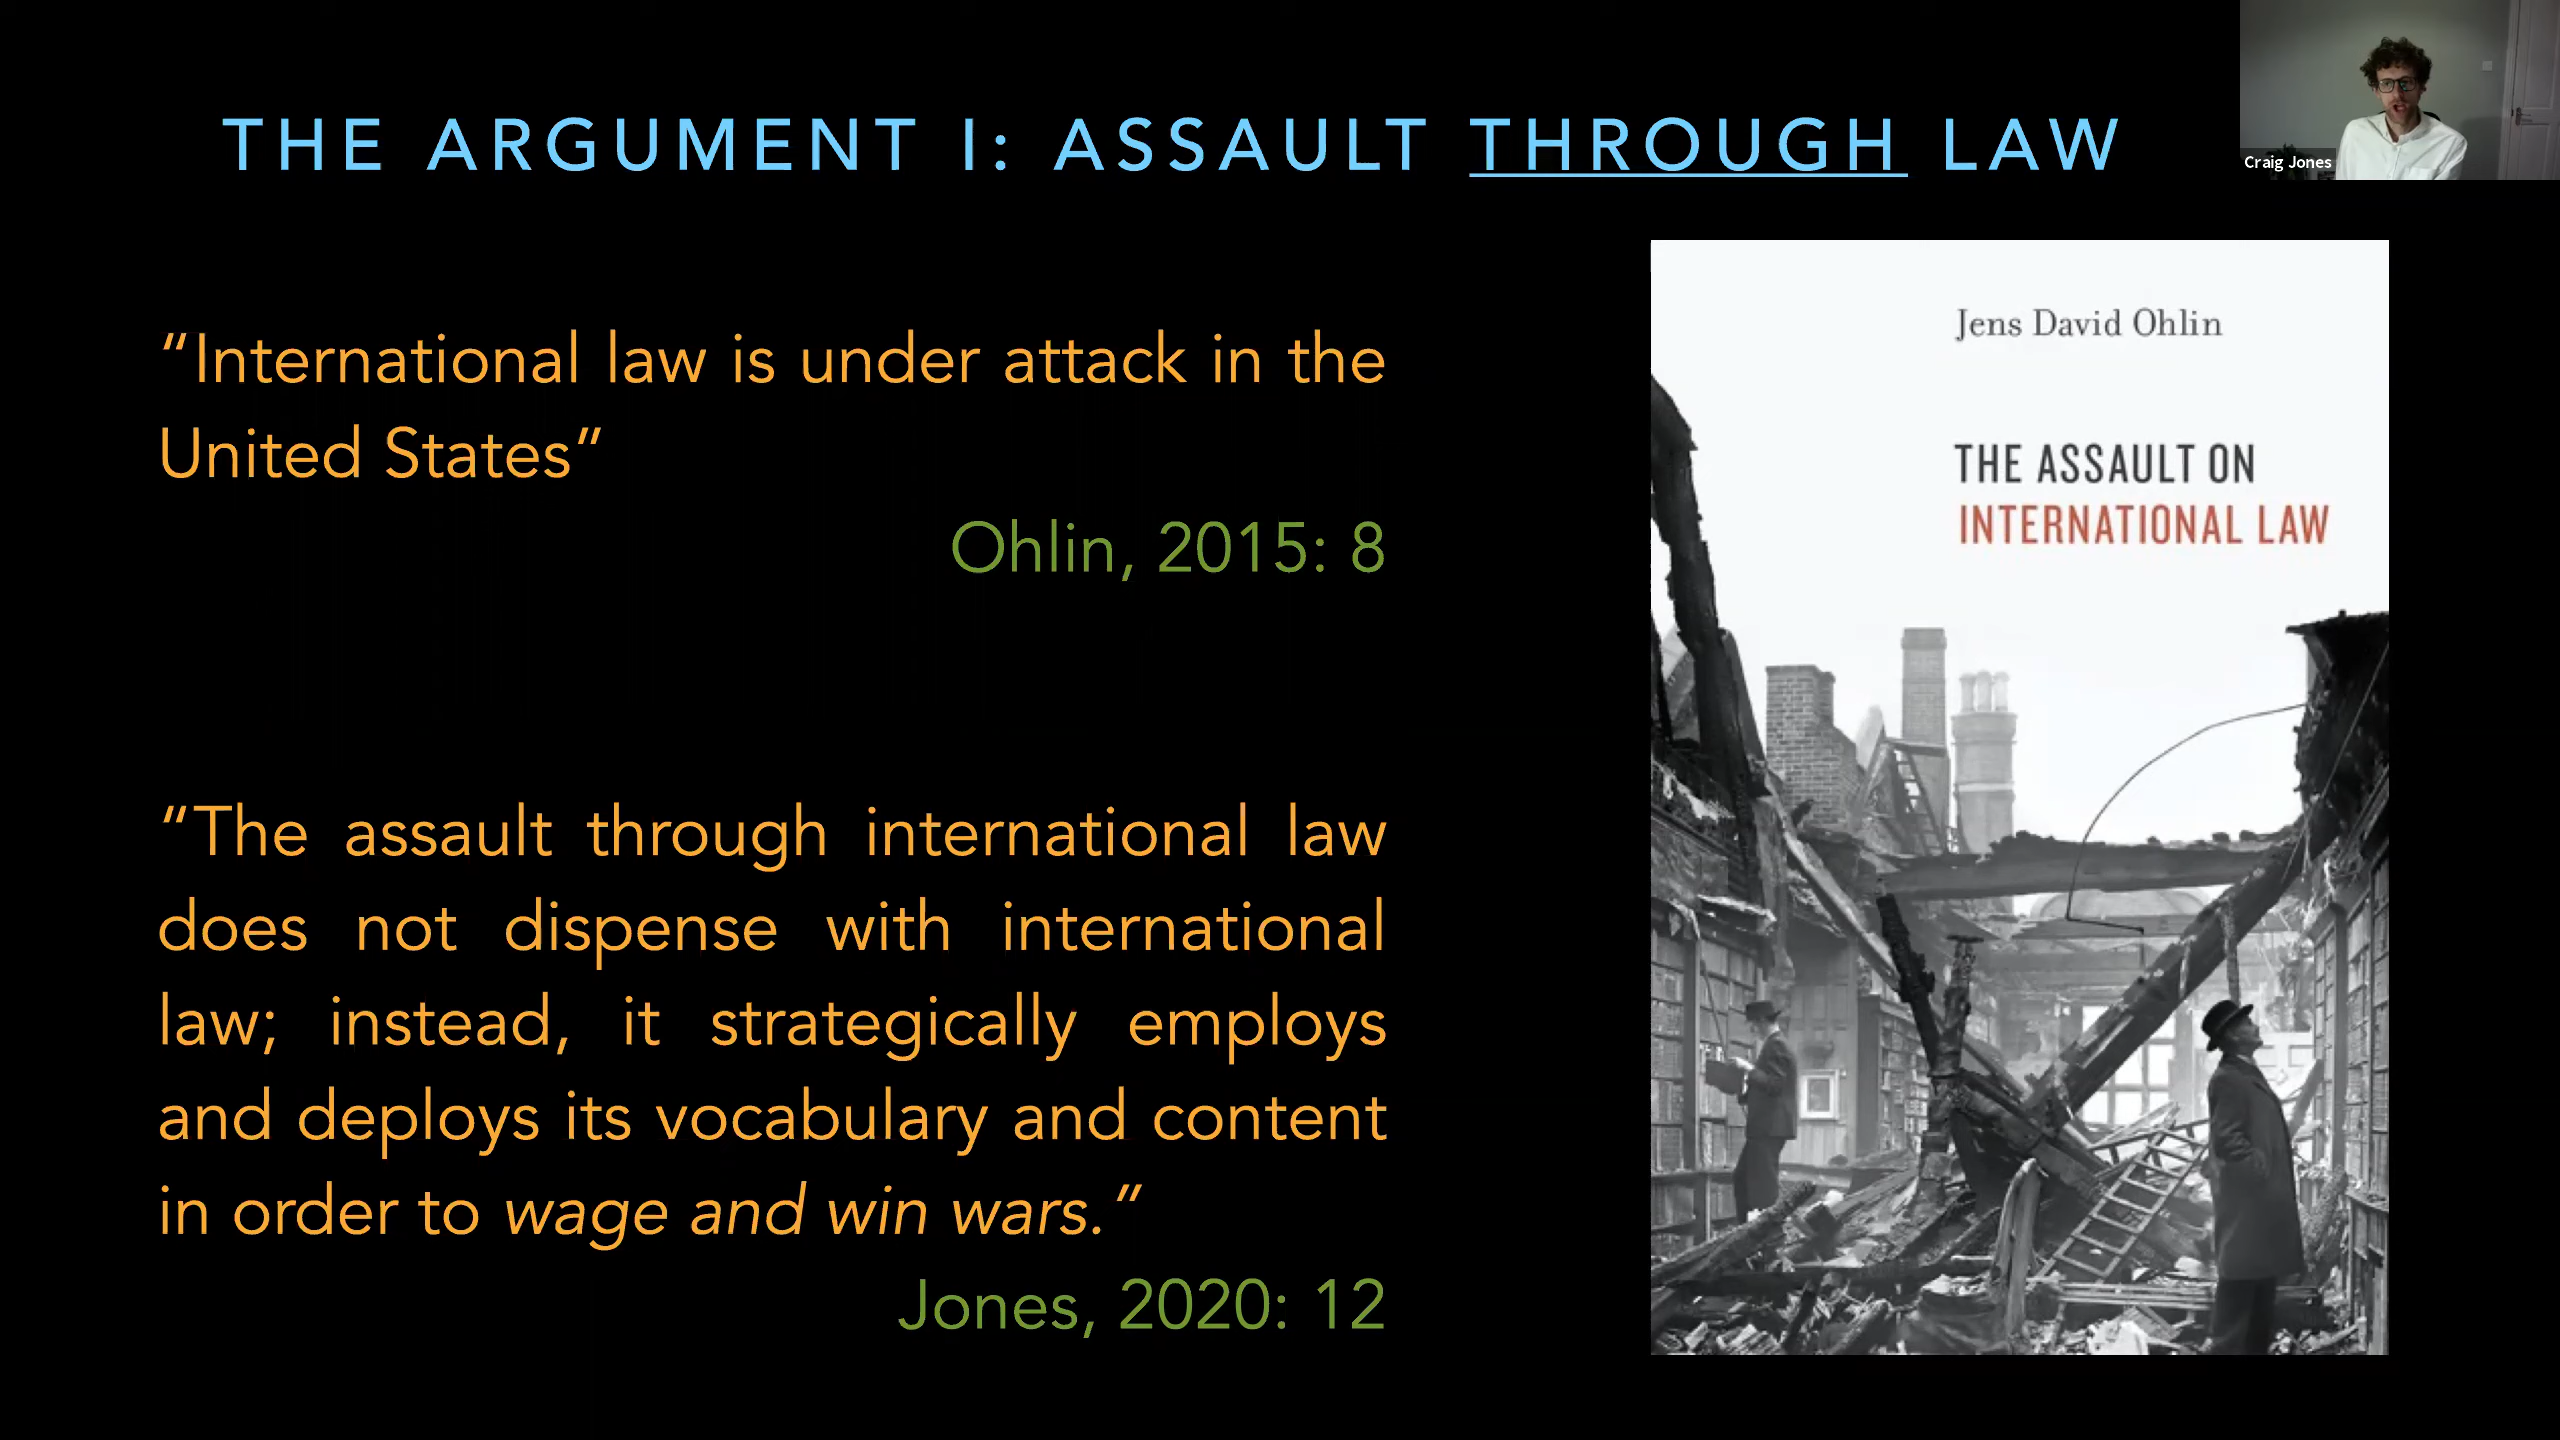 THE ARGUMENT I: ASSAULT THROUGH LAW
Craig Jones
“International law is under attack in the
United States”
Ohlin, 2015: 8
“The assault through international law
does not dispense with international
law; instead, it strategically employs
and deploys its vocabulary and content
in order to wage and win wars.”
Jones, 2020: 12
Jens David Ohlin
THE ASSAULT ON
INTERNATIONAL LAW